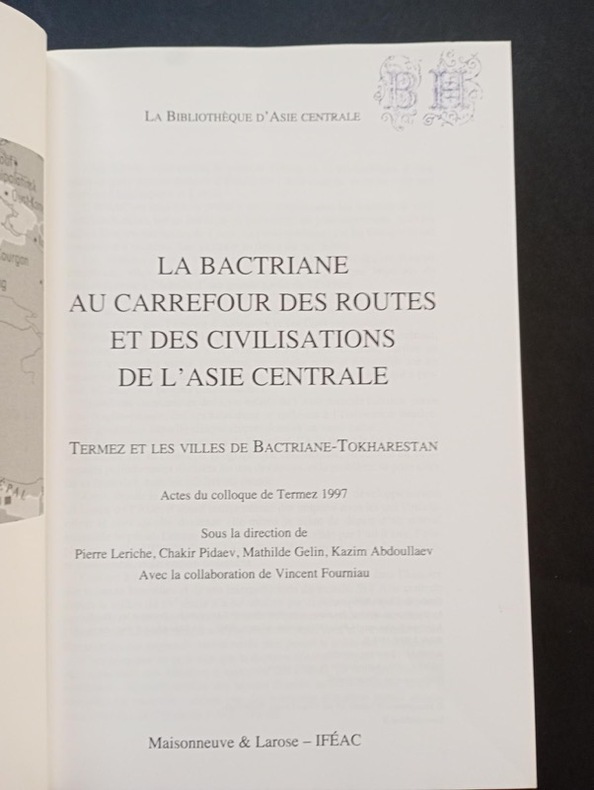 LA BIBLIOTHÈQUE D'ASIE CENTRALE
BH
LA BACTRIANE
AU CARREFOUR DES ROUTES
ET DES CIVILISATIONS
DE L'ASIE CENTRALE
TERMEZ ET LES VILLES DE BACTRIANE-TOKHARESTAN
Actes du colloque de Termez 1997
Sous la direction de
Pierre Leriche, Chakir Pidaev, Mathilde Gelin, Kazim Abdoullaev
Avec la collaboration de Vincent Fourniau
Maisonneuve & Larose – IFÉAC